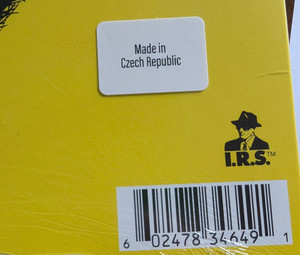 Made in
Czech Republic
I.R.S.™
6 02478 34649 1